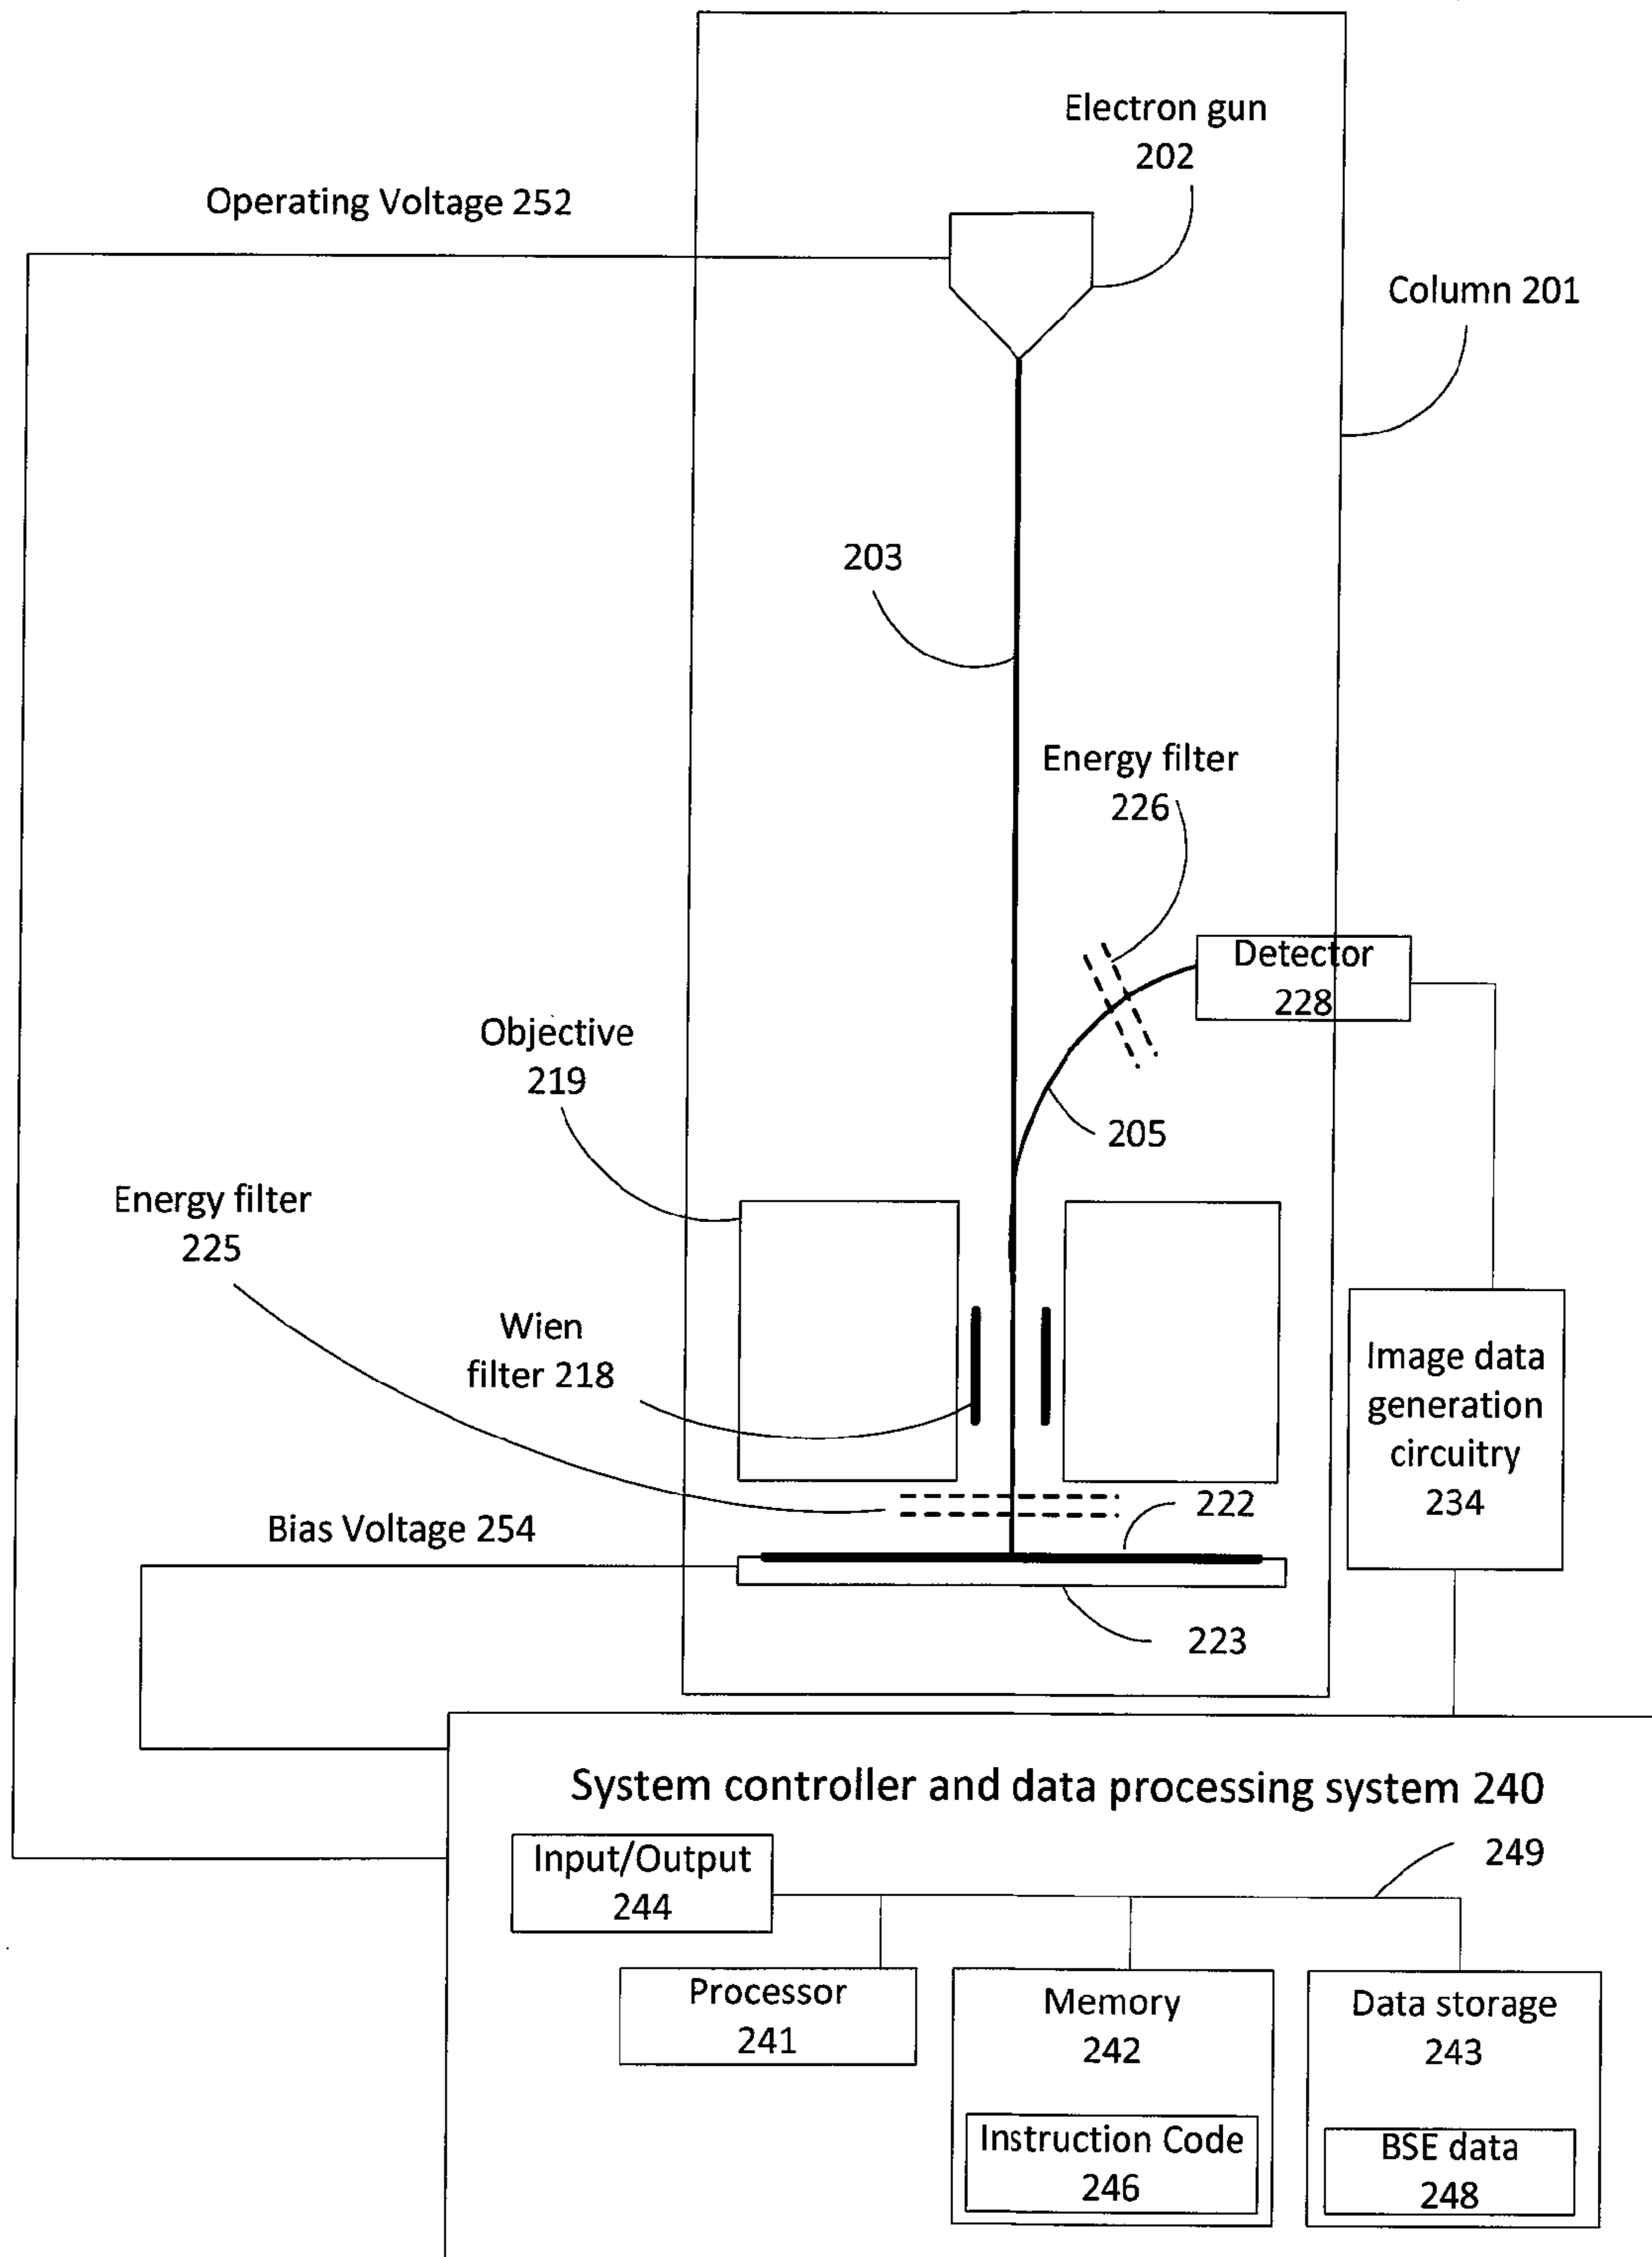 Electron gun
202
Operating Voltage 252
Column 201
203
Energy filter
226
Detector
228
Objective
219
205
Energy filter
225
Wien
filter 218
Image data
generation
circuitry
234
222
Bias Voltage 254
223
System controller and data processing system 240
Input/Output
244
249
Processor
241
Memory
242
Data storage
243
Instruction Code
246
BSE data
248